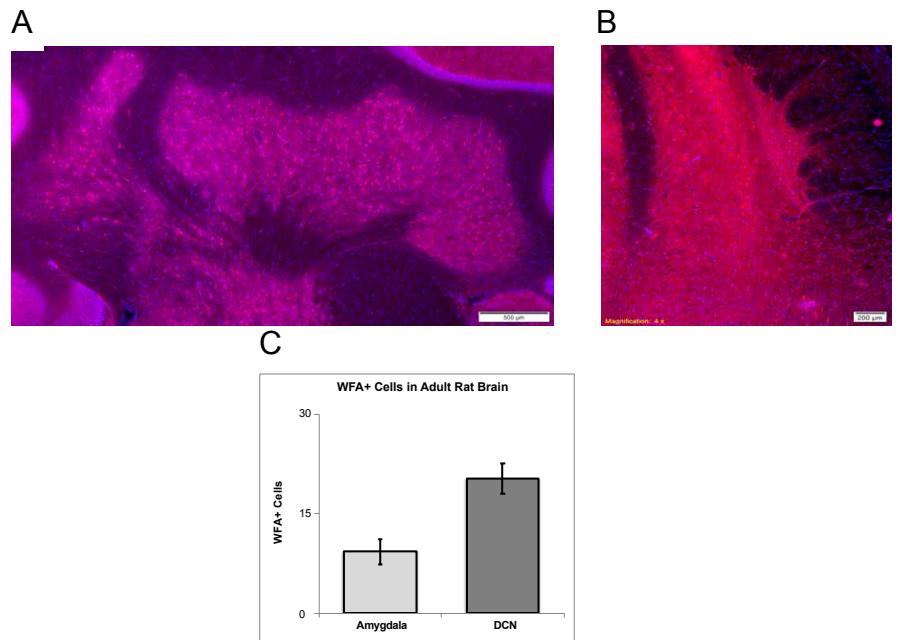 A
B
500 µm
Magnification: 4 x
200 µm
C
WFA+ Cells in Adult Rat Brain
30
15
0
WFA+ Cells
Amygdala
DCN